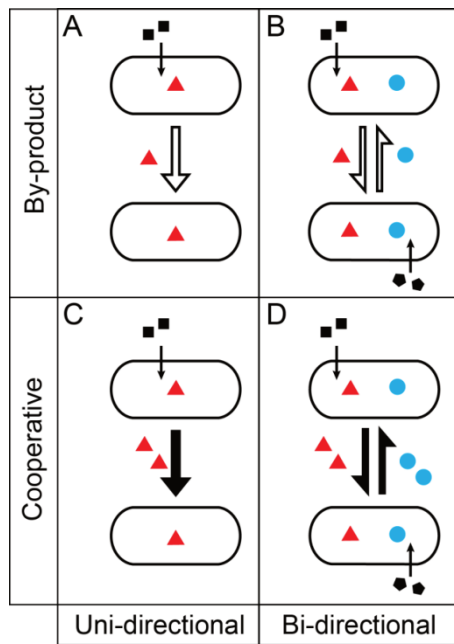 A
B
By-product
C
D
Cooperative
Uni-directional
Bi-directional